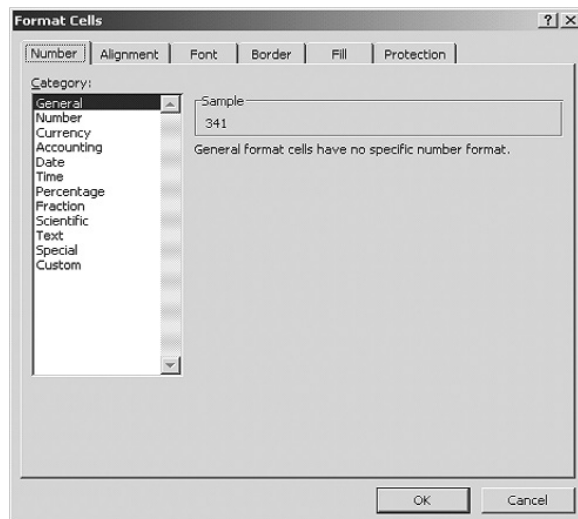 Format Cells
Number Alignment Font Border Fill Protection
Category:
General
Number
Currency
Accounting
Date
Time
Percentage
Fraction
Scientific
Text
Special
Custom
Sample
341
General format cells have no specific number format.
OK Cancel